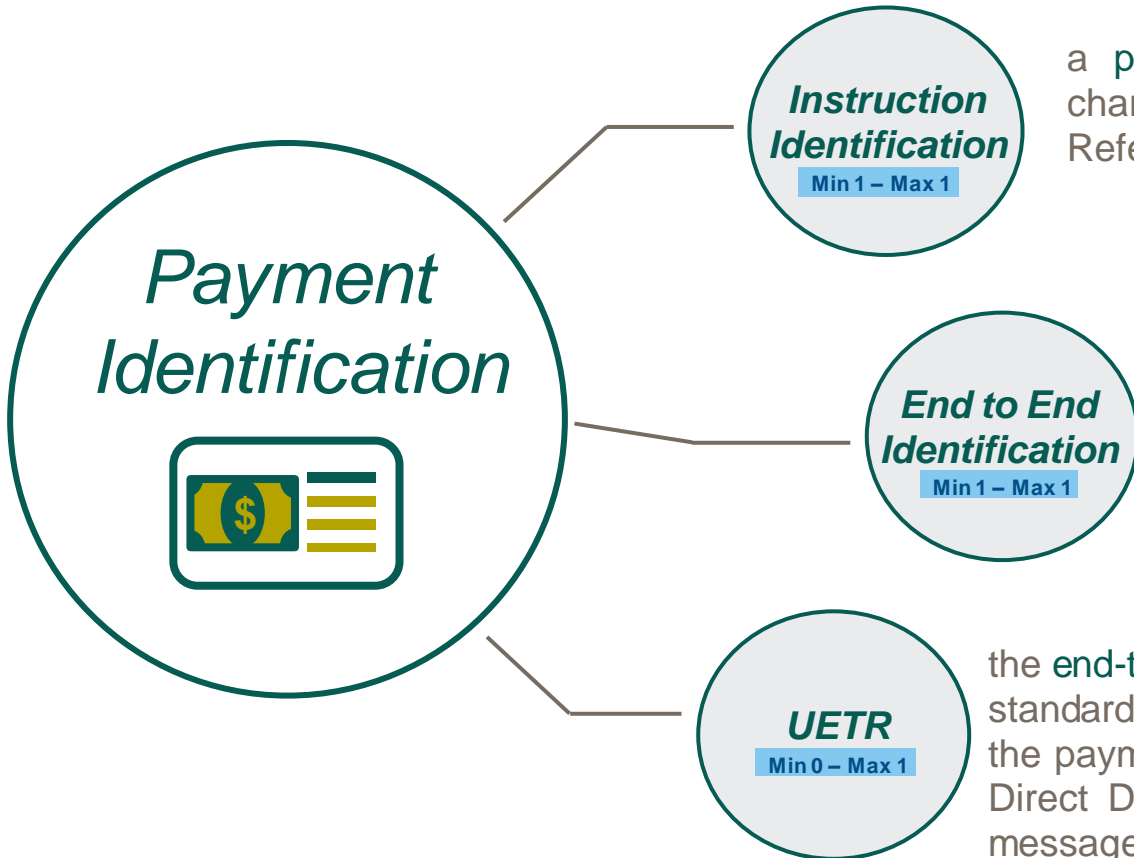 Payment
Identification
$
Instruction
Identification
Min 1 – Max 1
a
char
Refe
End to End
Identification
Min 1 – Max 1
UETR
Min 0 – Max 1
the end-t
standard
the paym
Direct D
message